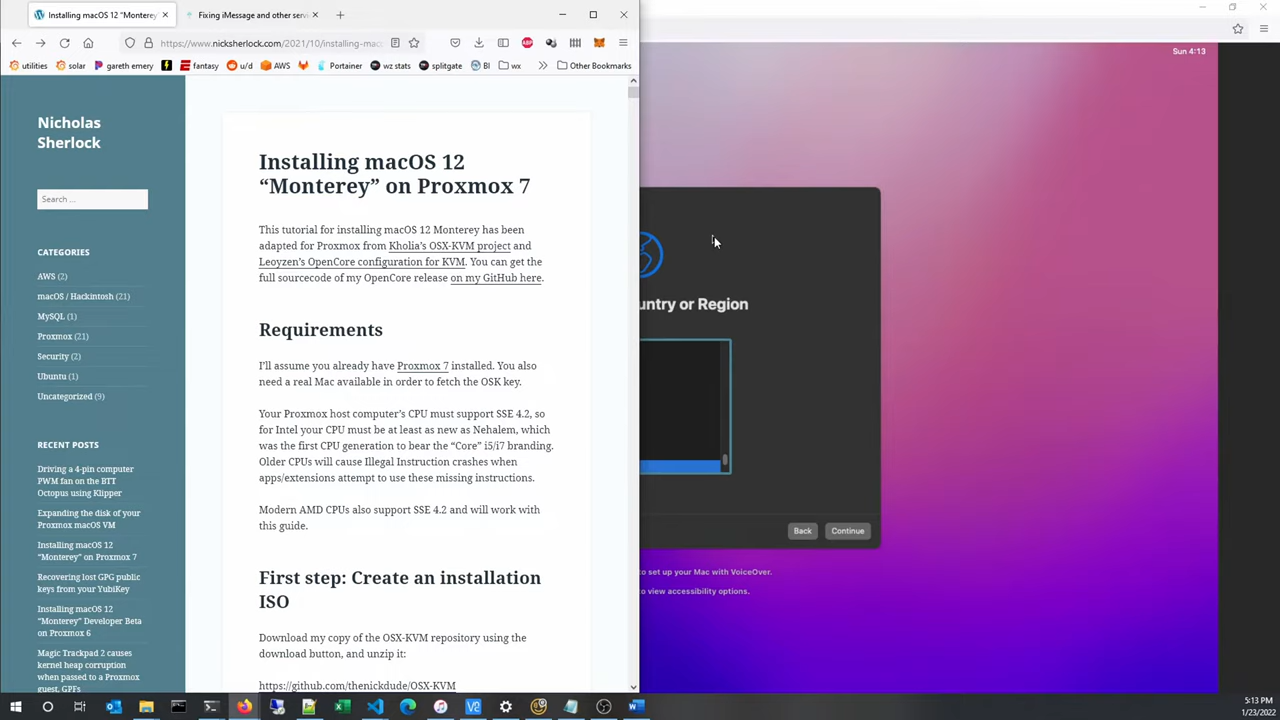 Installing macOS 12 “Monterey”
Fixing iMessage and other serv
https://www.nicksherlock.com/2021/10/installing-mac
utilities
solar
gareth emery
fantasy
u/d
AWS
Portainer
wz stats
splitgate
BI
wx
Other Bookmarks
Sun 4:13
Nicholas
Sherlock
Search ...
CATEGORIES
AWS (2)
macOS / Hackintosh (21)
MySQL (1)
Proxmox (21)
Security (2)
Ubuntu (1)
Uncategorized (9)
RECENT POSTS
Driving a 4-pin computer
PWM fan on the BTT
Octopus using Klipper
Expanding the disk of your
Proxmox macOS VM
Installing macOS 12
“Monterey” on Proxmox 7
Recovering lost GPG public
keys from your YubiKey
Installing macOS 12
“Monterey” Developer Beta
on Proxmox 6
Magic Trackpad 2 causes
kernel heap corruption
when passed to a Proxmox
guest, GPFs
Installing macOS 12
“Monterey” on Proxmox 7
This tutorial for installing macOS 12 Monterey has been
adapted for Proxmox from Kholia’s OSX-KVM project and
Leoyzen’s OpenCore configuration for KVM. You can get the
full sourcecode of my OpenCore release on my GitHub here.
Requirements
I’ll assume you already have Proxmox 7 installed. You also
need a real Mac available in order to fetch the OSK key.
Your Proxmox host computer’s CPU must support SSE 4.2, so
for Intel your CPU must be at least as new as Nehalem, which
was the first CPU generation to bear the “Core” i5/i7 branding.
Older CPUs will cause Illegal Instruction crashes when
apps/extensions attempt to use these missing instructions.
Modern AMD CPUs also support SSE 4.2 and will work with
this guide.
First step: Create an installation
ISO
Download my copy of the OSX-KVM repository using the
download button, and unzip it:
https://github.com/thenickdude/OSX-KVM
untry or Region
Back
Continue
to set up your Mac with VoiceOver.
to view accessibility options.
5:13 PM
1/23/2022